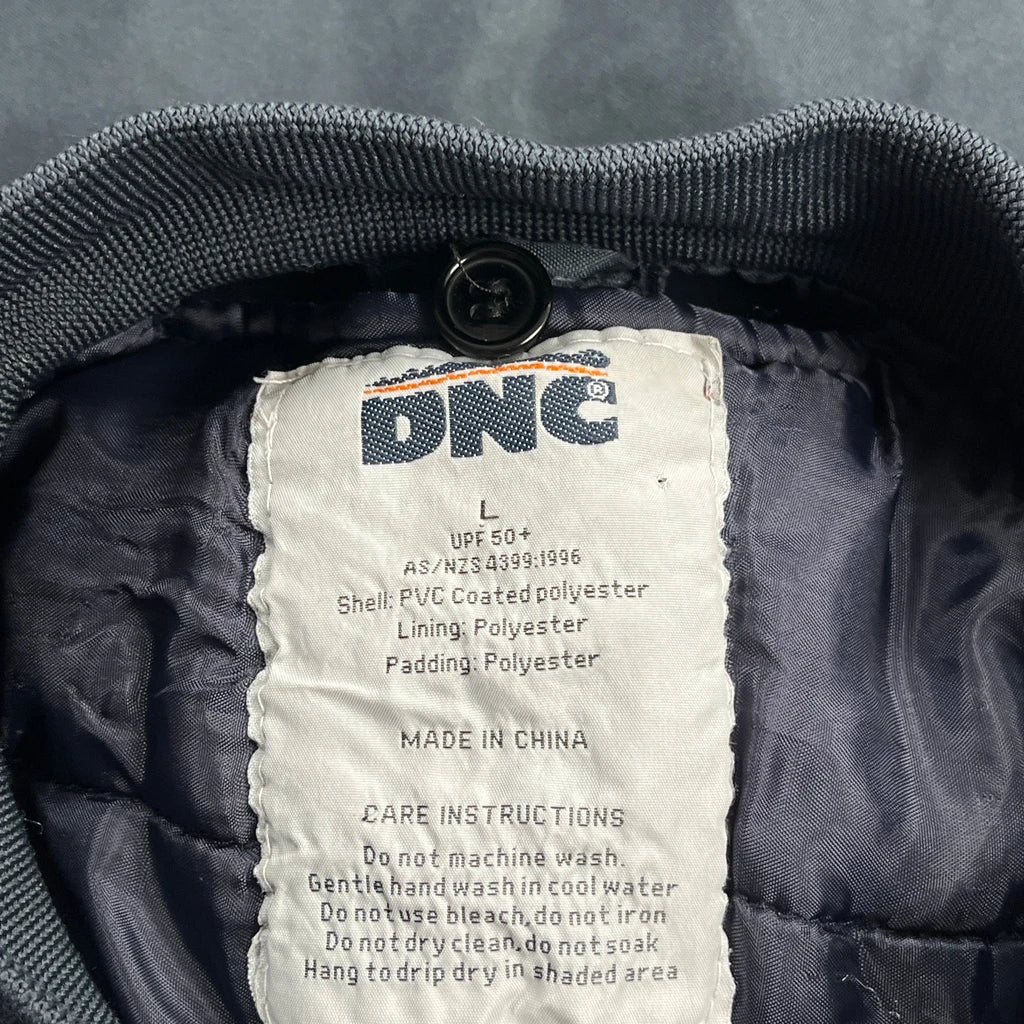 DNC®
L
UPF 50+
AS/NZS 4399:1996
Shell: PVC Coated polyester
Lining: Polyester
Padding: Polyester
MADE IN CHINA
CARE INSTRUCTIONS
Do not machine wash.
Gentle hand wash in cool water
Do not use bleach, do not iron
Do not dry clean, do not soak
Hang to drip dry in shaded area